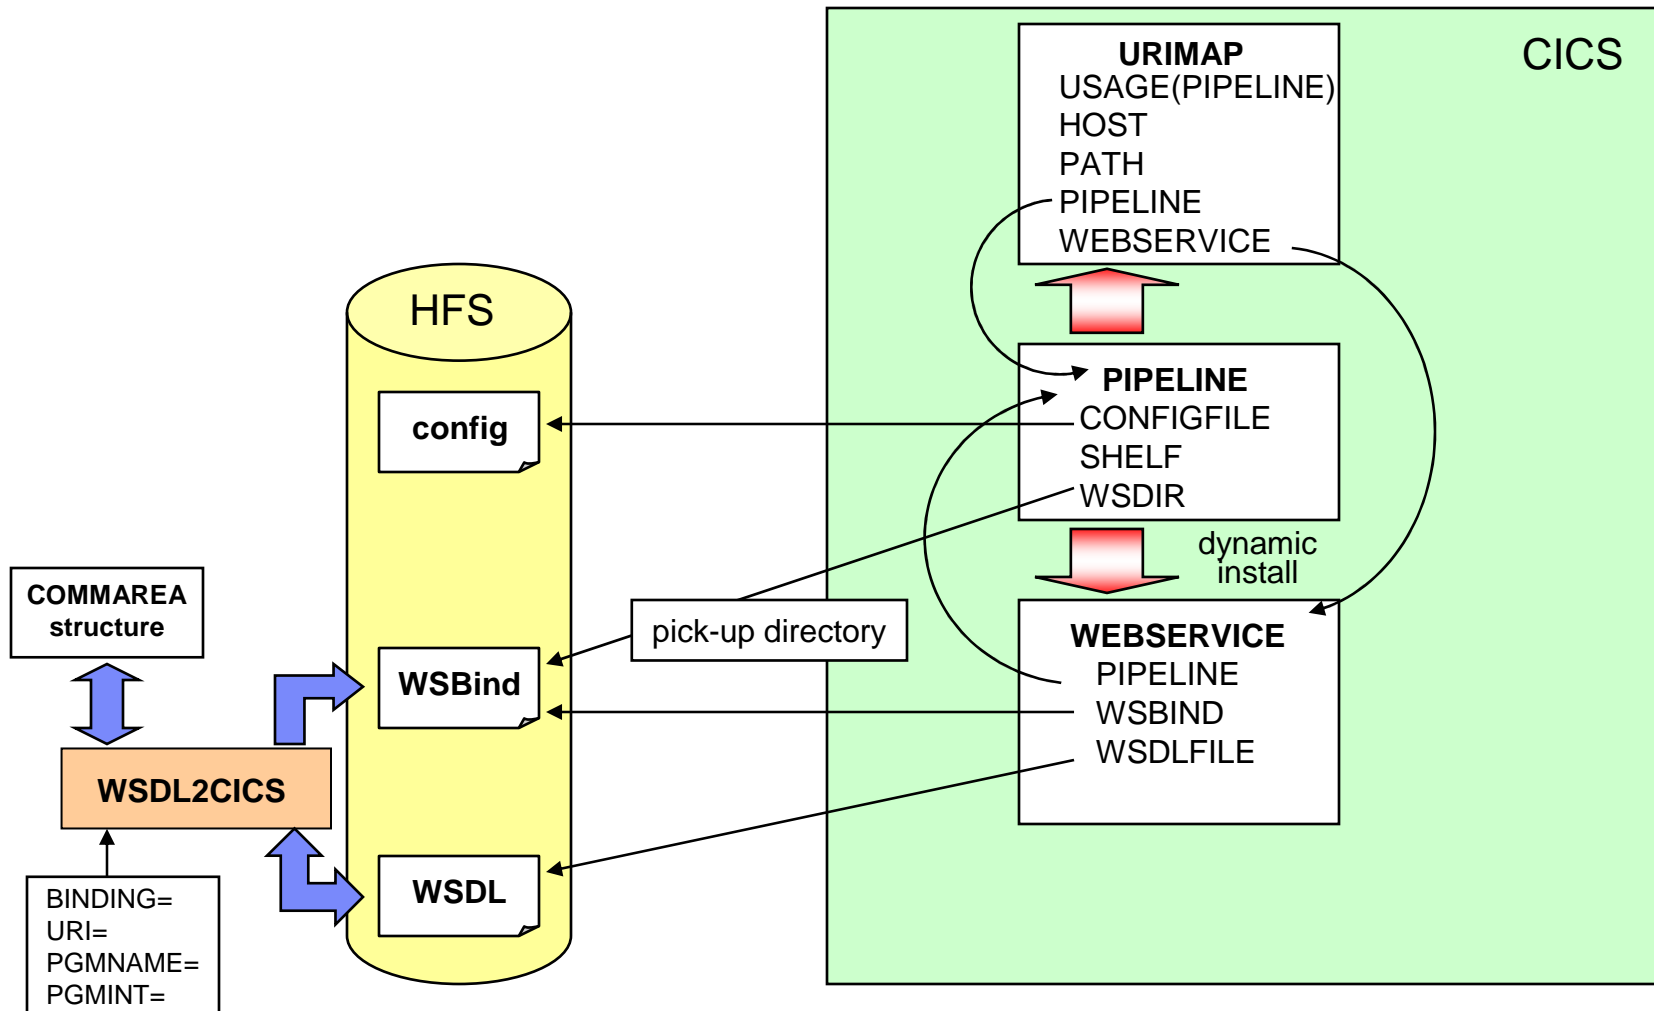 CICS
URIMAP
USAGE(PIPELINE)
HOST
PATH
PIPELINE
WEBSERVICE
HFS
config
PIPELINE
CONFIGFILE
SHELF
WSDIR
dynamic
install
COMMAREA
structure
pick-up directory
WSBind
WEBSERVICE
PIPELINE
WSBIND
WSDLFILE
WSDL2CICS
WSDL
BINDING=
URI=
PGMNAME=
PGMINT=